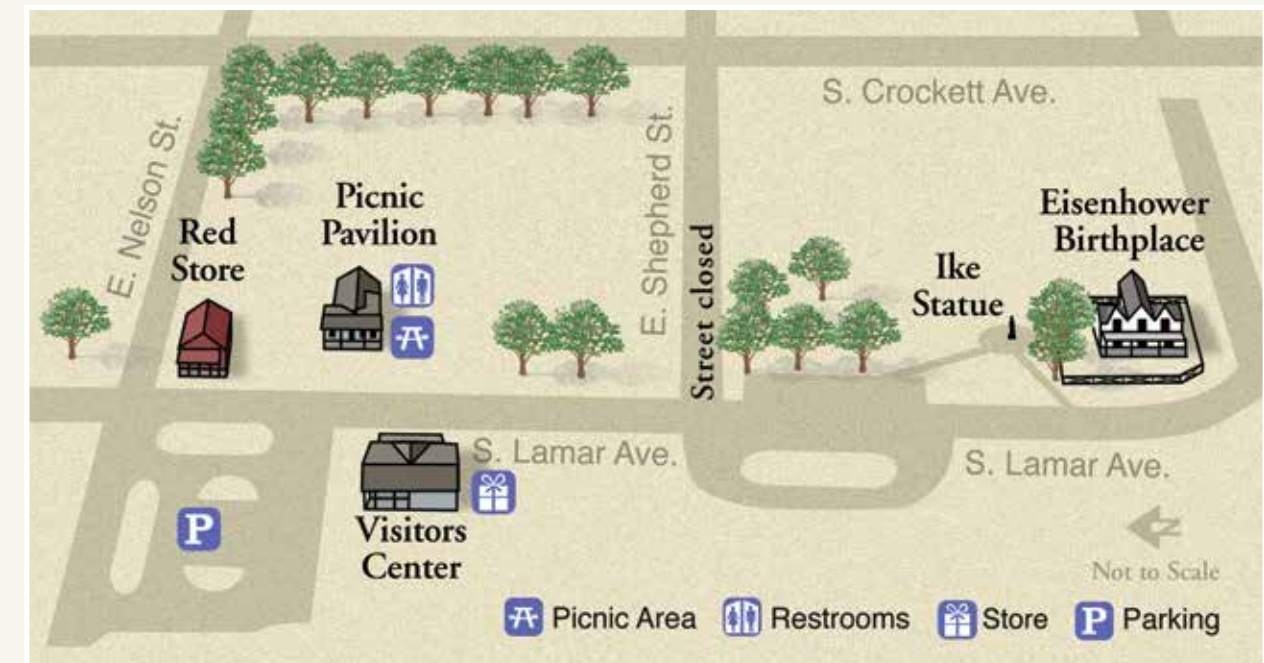 S. Crockett Ave.
E. Nelson St.
E. Shepherd St.
Street closed
Picnic
Pavilion
Red
Store
Eisenhower
Birthplace
Ike
Statue
S. Lamar Ave.
S. Lamar Ave.
P
Visitors
Center
N
Not to Scale
Picnic Area
Restrooms
Store
P Parking